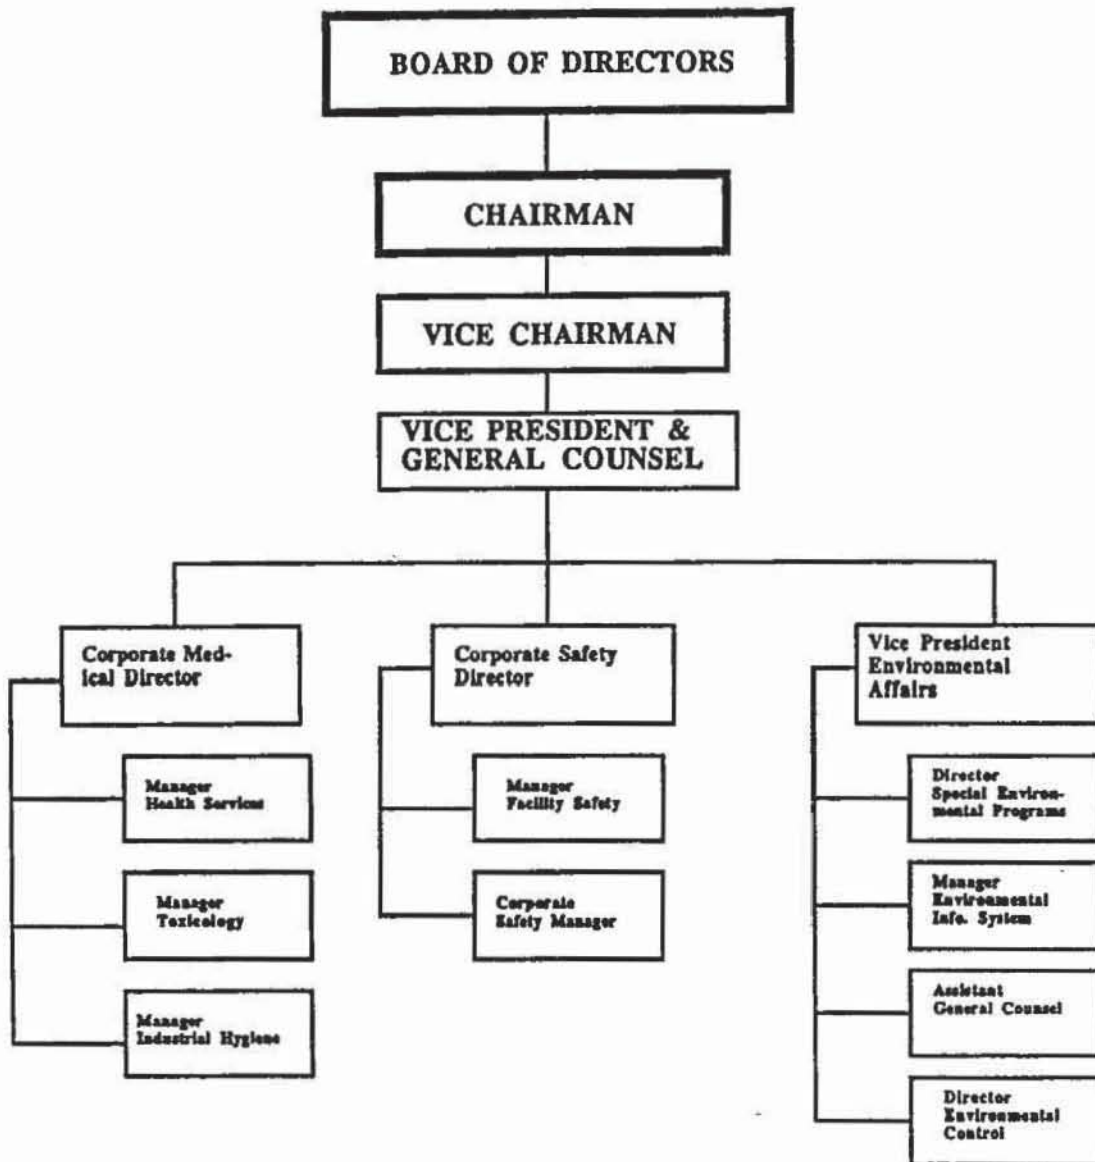 BOARD OF DIRECTORS
CHAIRMAN
VICE CHAIRMAN
VICE PRESIDENT &
GENERAL COUNSEL
Corporate Med-
ical Director
Manager
Health Services
Manager
Toxicology
Manager
Industrial Hygiene
Corporate Safety
Director
Manager
Facility Safety
Corporate
Safety Manager
Vice President
Environmental
Affairs
Director
Special Environ-
mental Programs
Manager
Environmental
Info. System
Assistant
General Counsel
Director
Environmental
Control